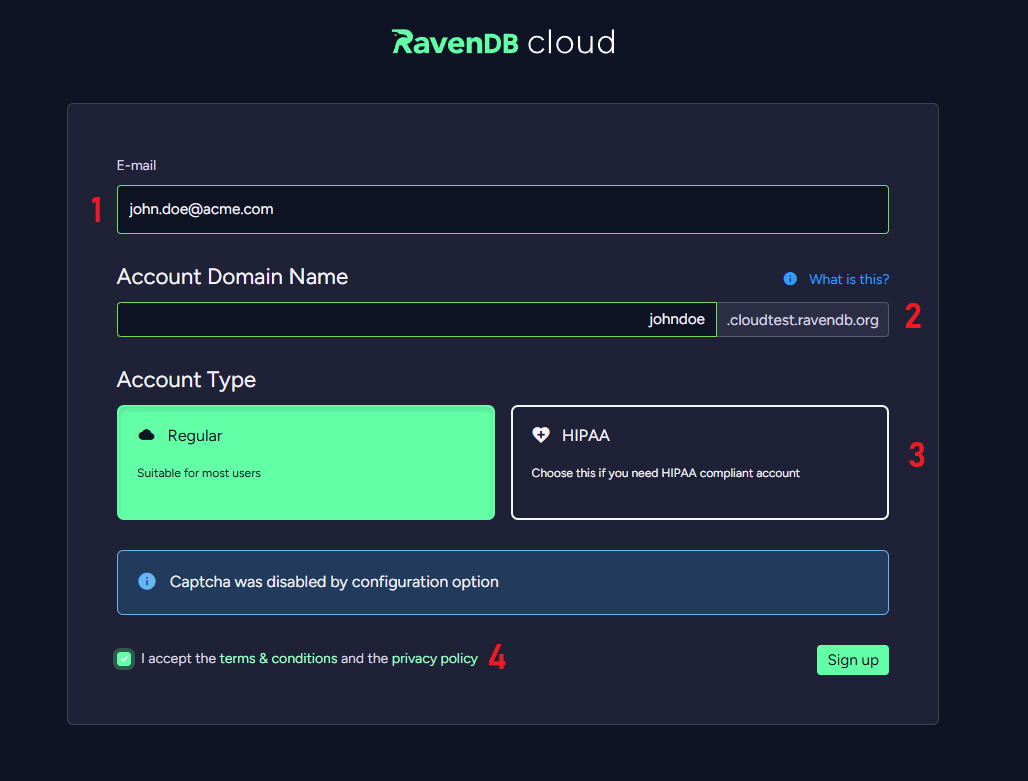 RavenDB cloud
E-mail
1
john.doe@acme.com
Account Domain Name
What is this?
johndoe
.cloudtest.ravendb.org
2
Account Type
Regular
Suitable for most users
HIPAA
Choose this if you need HIPAA compliant account
3
Captcha was disabled by configuration option
I accept the terms & conditions and the privacy policy
4
Sign up